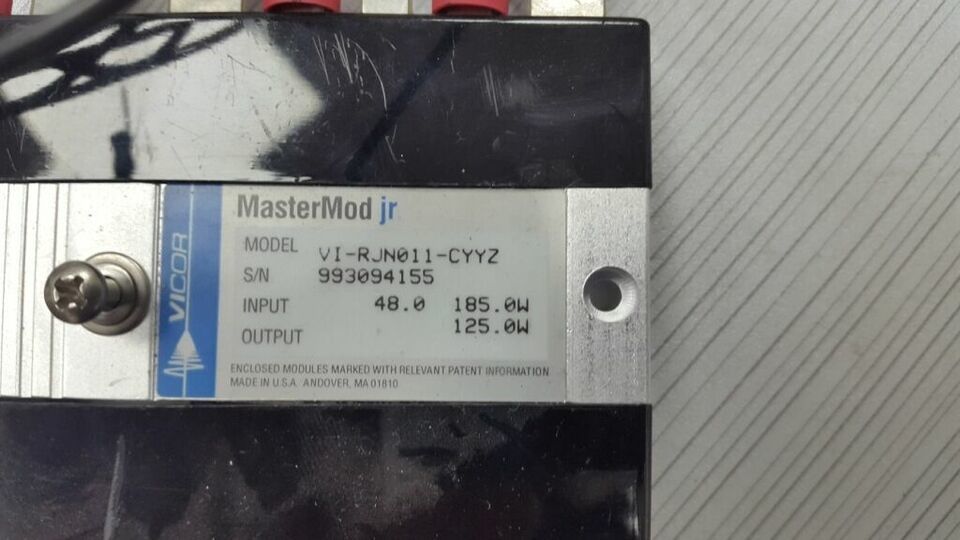 MasterMod jr
MODEL VI-RJN011-CYYZ
S/N 993094155
INPUT 48.0 185.0W
OUTPUT 125.0W
ENCLOSED MODULES MARKED WITH RELEVANT PATENT INFORMATION
MADE IN U.S.A. ANDOVER, MA 01810
VICOR